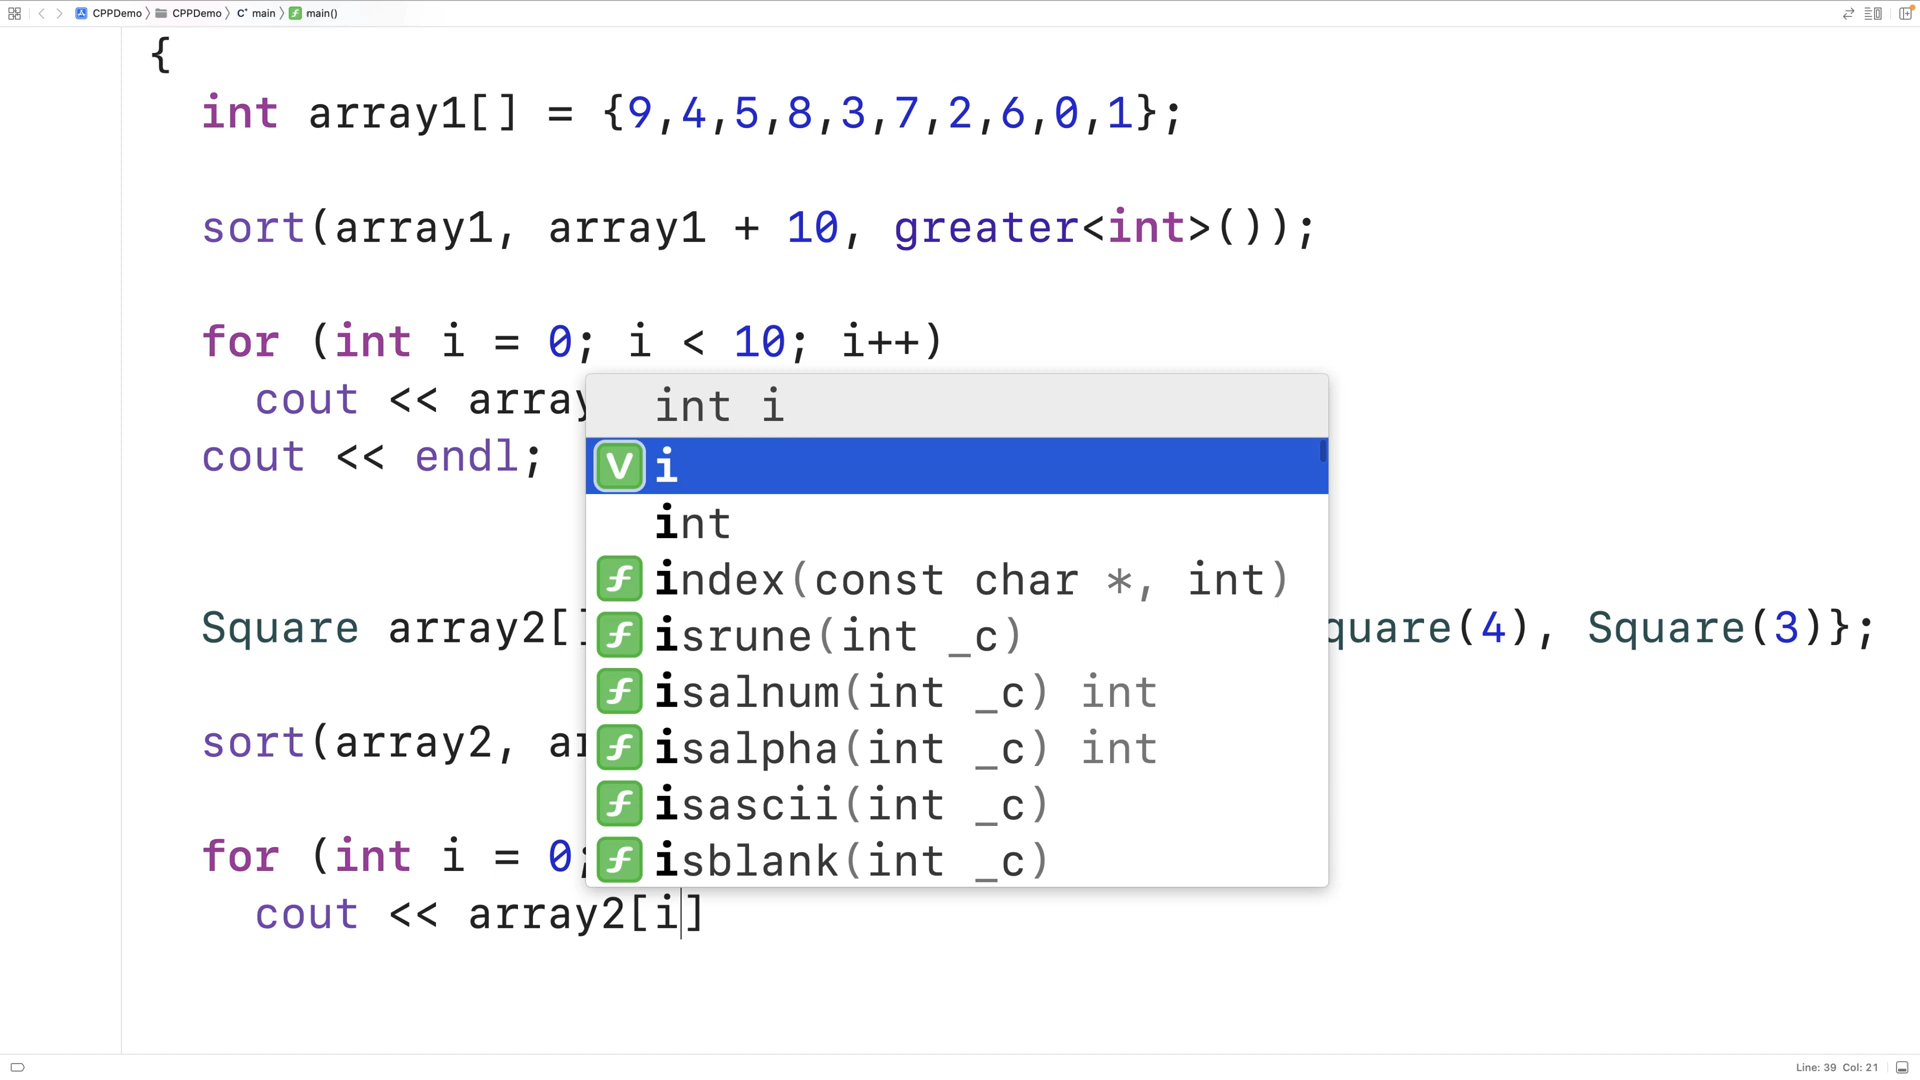 CPPDemo 〉 CPPDemo 〉 C⁺ main 〉 f main()
{
int array1[] = {9,4,5,8,3,7,2,6,0,1};
sort(array1, array1 + 10, greater<int>());
for (int i = 0; i < 10; i++)
cout << array
int i
cout << endl;
V i
int
f index(const char *, int)
Square array2[] quare(4), Square(3)};
f isrune(int _c)
f isalnum(int _c) int
sort(array2, ar
f isalpha(int _c) int
f isascii(int _c)
for (int i = 0;
f isblank(int _c)
cout << array2[i]
Line: 39 Col: 21